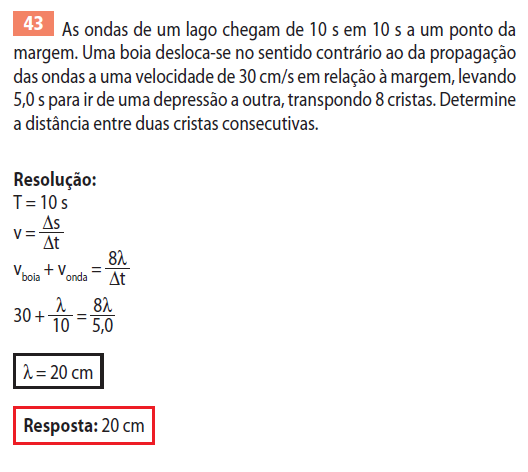 43 As ondas de um lago chegam de 10 s em 10 s a um ponto da
margem. Uma boia desloca-se no sentido contrário ao da propagação
das ondas a uma velocidade de 30 cm/s em relação à margem, levando
5,0 s para ir de uma depressão a outra, transpondo 8 cristas. Determine
a distância entre duas cristas consecutivas.
Resolução:
T = 10 s
v = Δs/Δt
v_boia + v_onda = 8λ/Δt
30 + λ/10 = 8λ/5,0
λ = 20 cm
Resposta: 20 cm